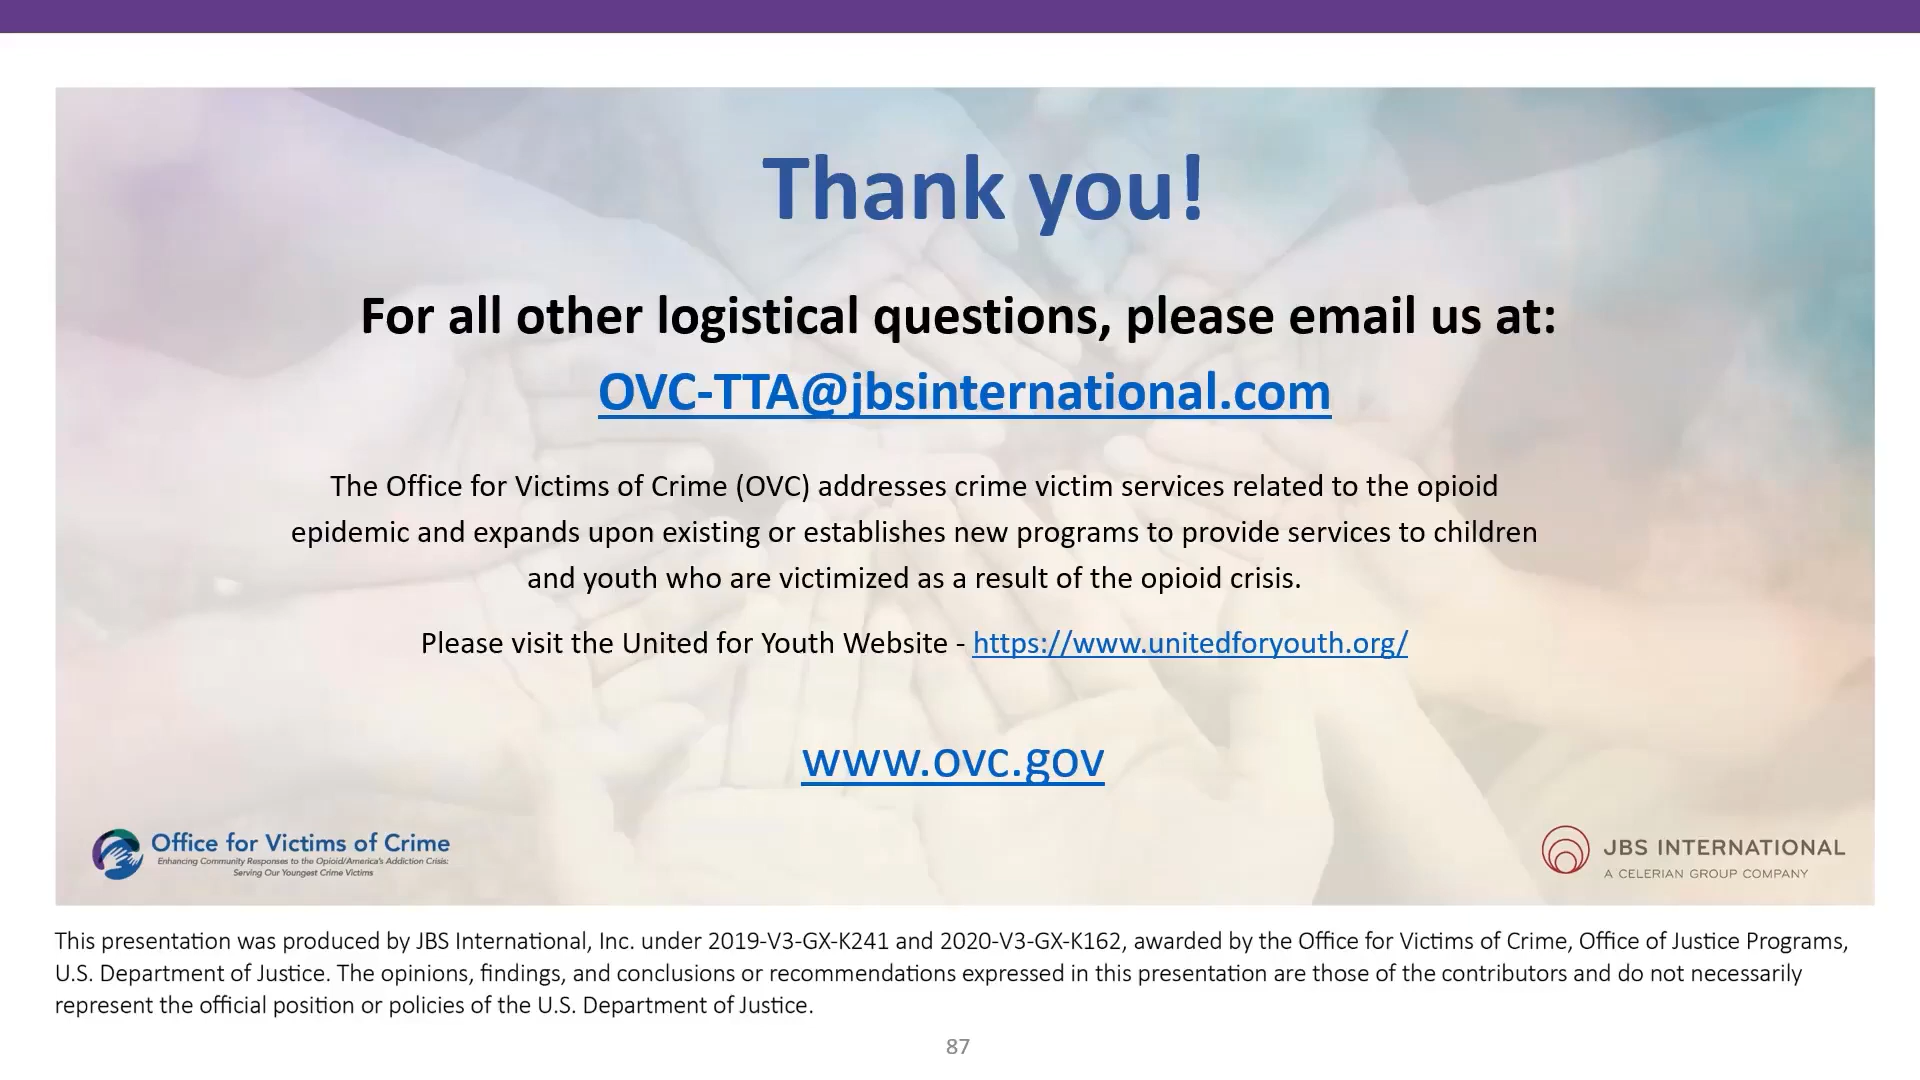 Thank you!
For all other logistical questions, please email us at:
OVC-TTA@jbsinternational.com
The Office for Victims of Crime (OVC) addresses crime victim services related to the opioid
epidemic and expands upon existing or establishes new programs to provide services to children
and youth who are victimized as a result of the opioid crisis.
Please visit the United for Youth Website - https://www.unitedforyouth.org/
www.ovc.gov
Office for Victims of Crime
Enhancing Community Responses to the Opioid/America's Addiction Crisis:
Serving Our Youngest Crime Victims
JBS INTERNATIONAL
A CELERIAN GROUP COMPANY
This presentation was produced by JBS International, Inc. under 2019-V3-GX-K241 and 2020-V3-GX-K162, awarded by the Office for Victims of Crime, Office of Justice Programs,
U.S. Department of Justice. The opinions, findings, and conclusions or recommendations expressed in this presentation are those of the contributors and do not necessarily
represent the official position or policies of the U.S. Department of Justice.
87